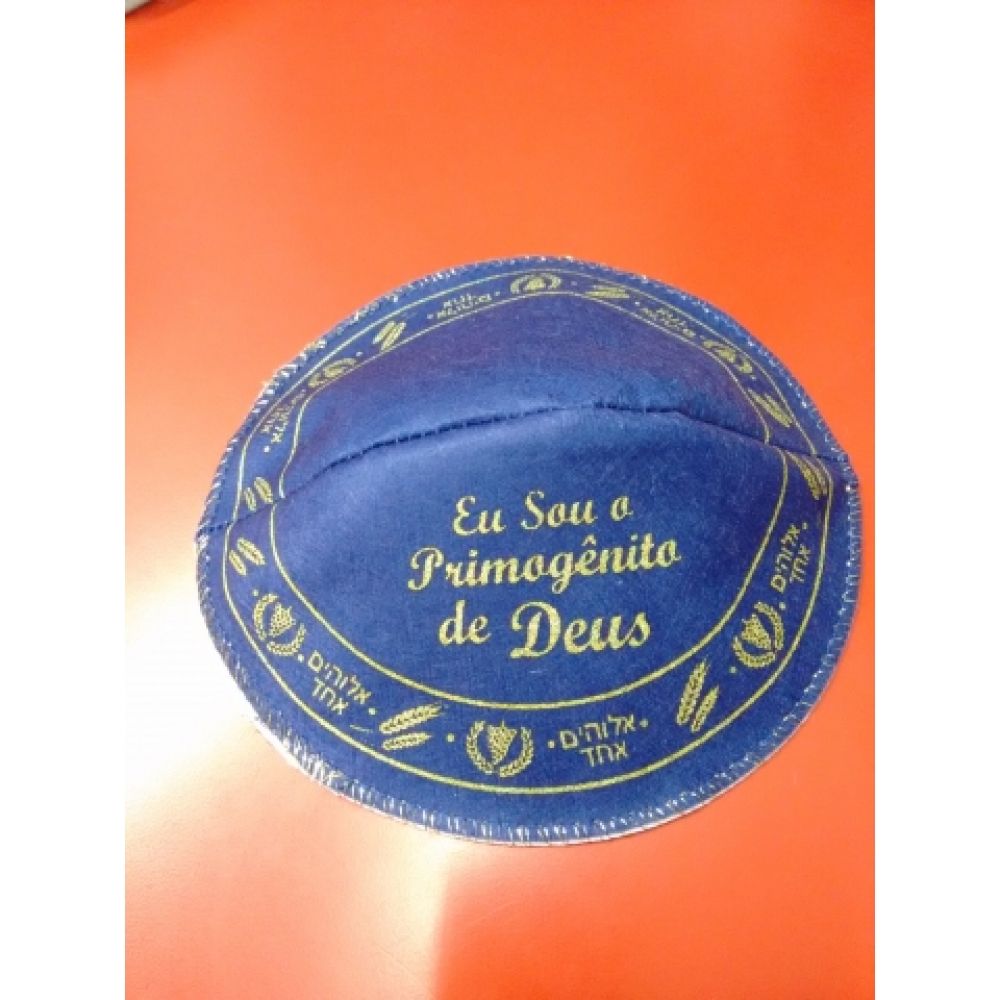 Eu Sou o
Primogênito
de Deus
אלוהים
אחד
אלוהים
אחד
אלוהים
אחד